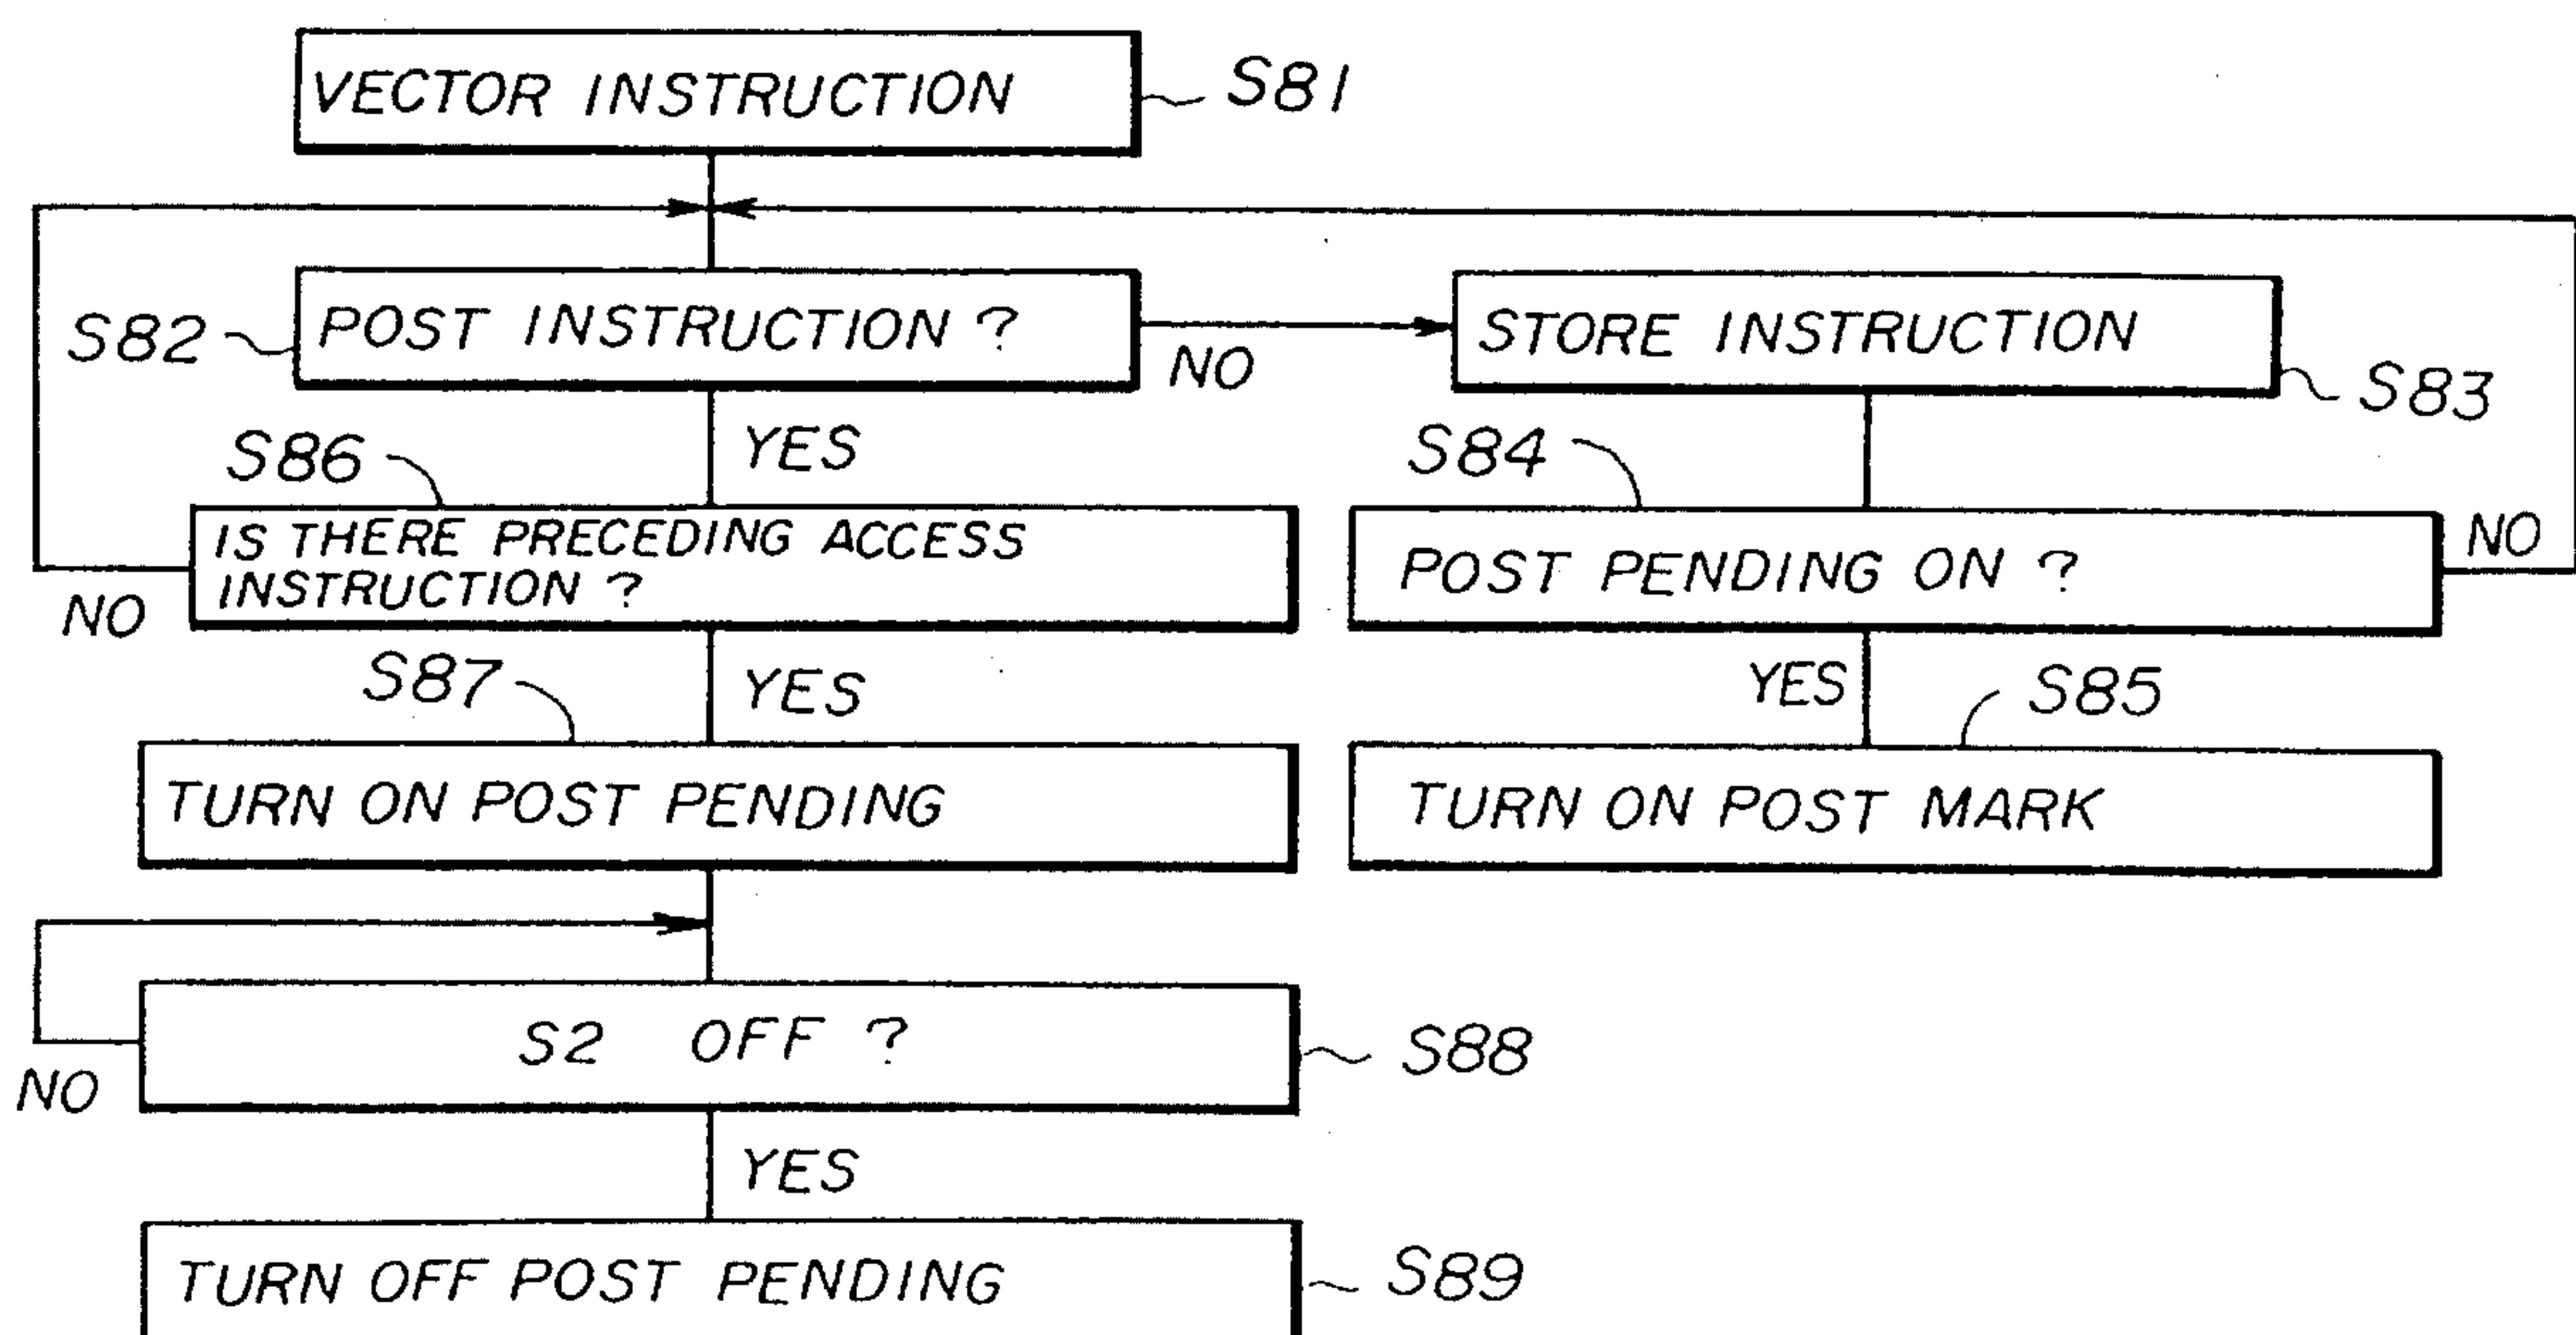 VECTOR INSTRUCTION
S81
S82
POST INSTRUCTION ?
NO
STORE INSTRUCTION
S83
YES
S86
IS THERE PRECEDING ACCESS
INSTRUCTION ?
NO
S84
POST PENDING ON ?
NO
S87
YES
TURN ON POST PENDING
YES
S85
TURN ON POST MARK
S2 OFF ?
S88
NO
YES
TURN OFF POST PENDING
S89